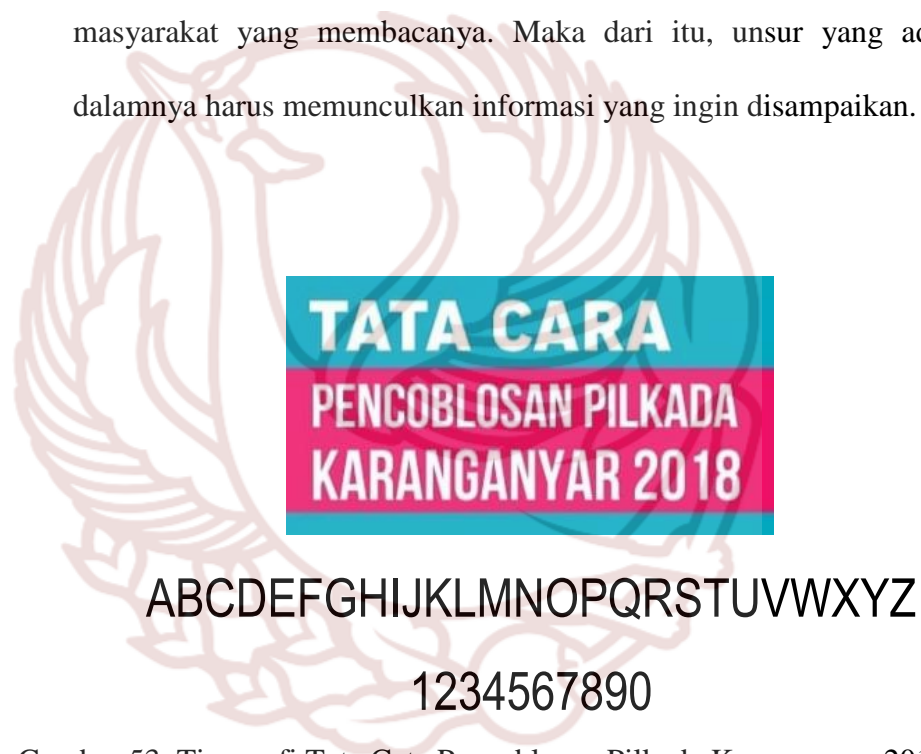 masyarakat yang membacanya. Maka dari itu, unsur yang
dalamnya harus memunculkan informasi yang ingin disampaikan.
TATA CARA
PENCOBLOSAN PILKADA
KARANGANYAR 2018
ABCDEFGHIJKLMNOPQRSTUVWXYZ
1234567890